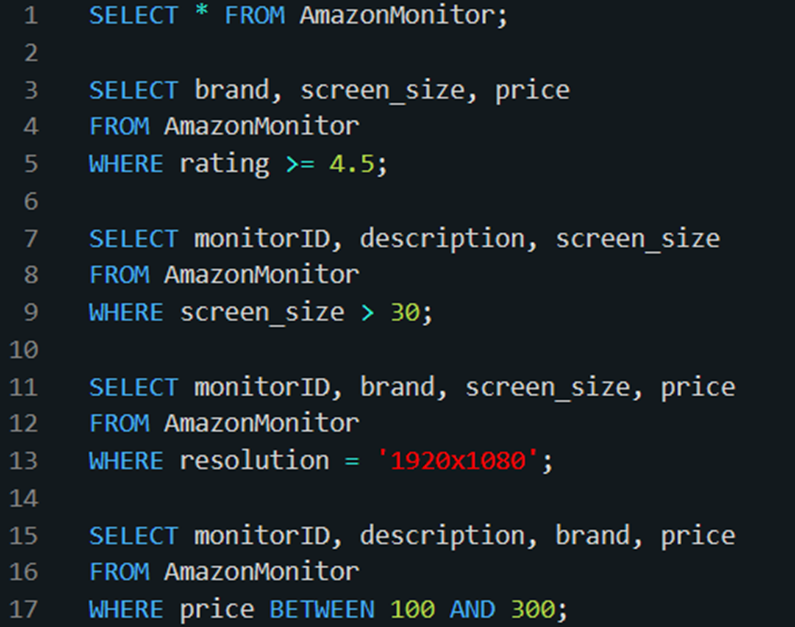 1 SELECT * FROM AmazonMonitor;
2
3 SELECT brand, screen_size, price
4 FROM AmazonMonitor
5 WHERE rating >= 4.5;
6
7 SELECT monitorID, description, screen_size
8 FROM AmazonMonitor
9 WHERE screen_size > 30;
10
11 SELECT monitorID, brand, screen_size, price
12 FROM AmazonMonitor
13 WHERE resolution = '1920x1080';
14
15 SELECT monitorID, description, brand, price
16 FROM AmazonMonitor
17 WHERE price BETWEEN 100 AND 300;